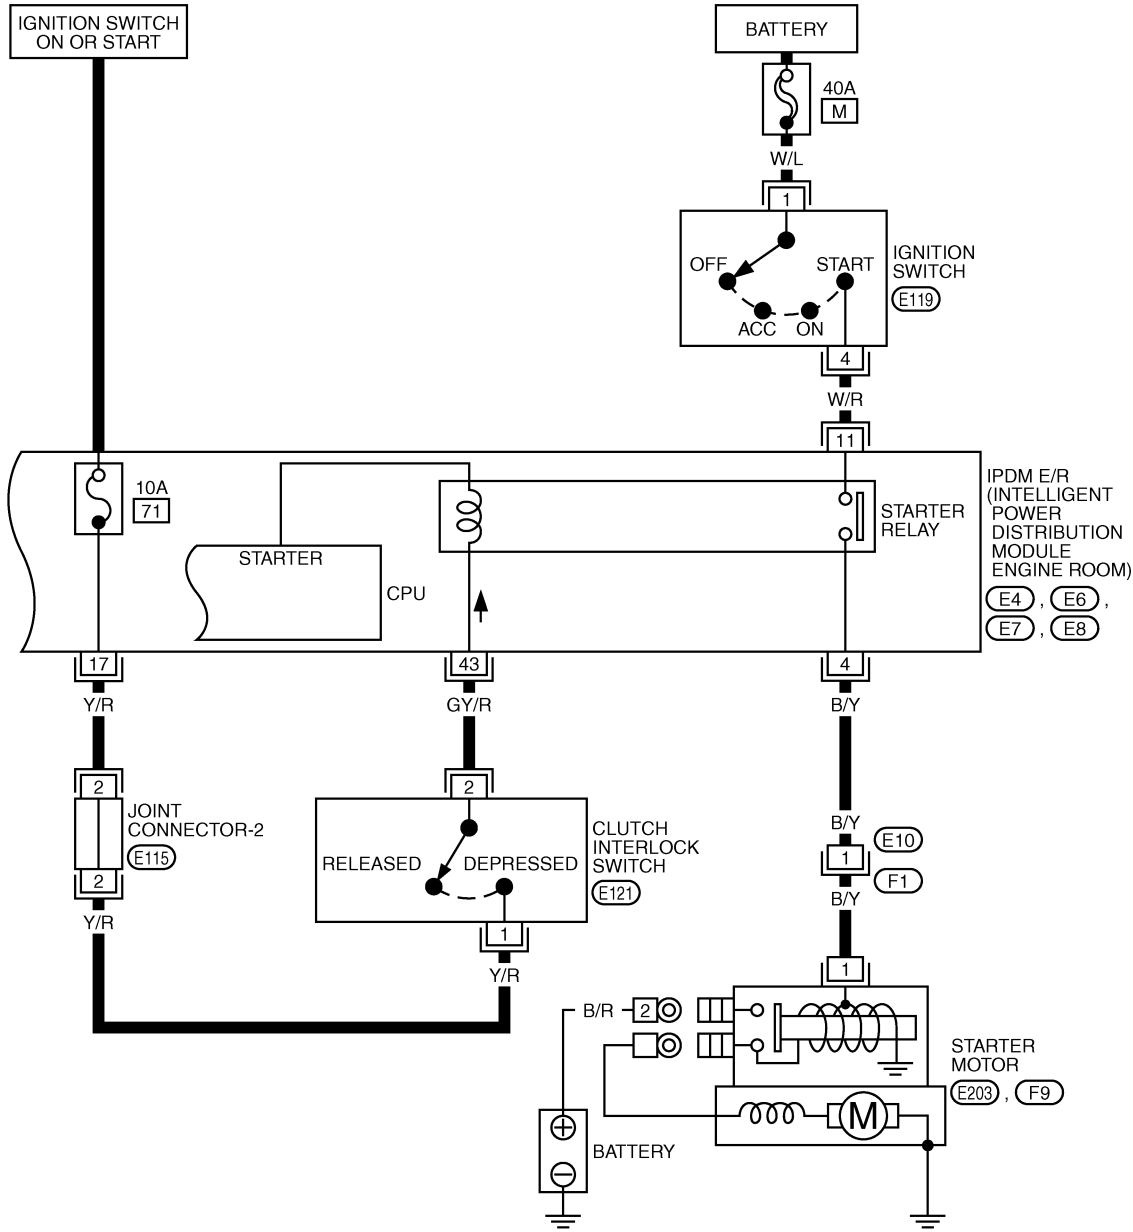 IGNITION SWITCH
ON OR START
BATTERY
40A
M
W/L
1
OFF
START
ACC
ON
IGNITION
SWITCH
E119
4
W/R
11
10A
71
STARTER
CPU
STARTER
RELAY
IPDM E/R
(INTELLIGENT
POWER
DISTRIBUTION
MODULE
ENGINE ROOM)
E4 , E6 ,
E7 , E8
17
43
4
Y/R
GY/R
B/Y
2
JOINT
CONNECTOR-2
E115
2
Y/R
2
RELEASED
DEPRESSED
CLUTCH
INTERLOCK
SWITCH
E121
1
Y/R
B/Y
1
E10
F1
B/Y
1
B/R
2
STARTER
MOTOR
E203 , F9
M
+
−
BATTERY